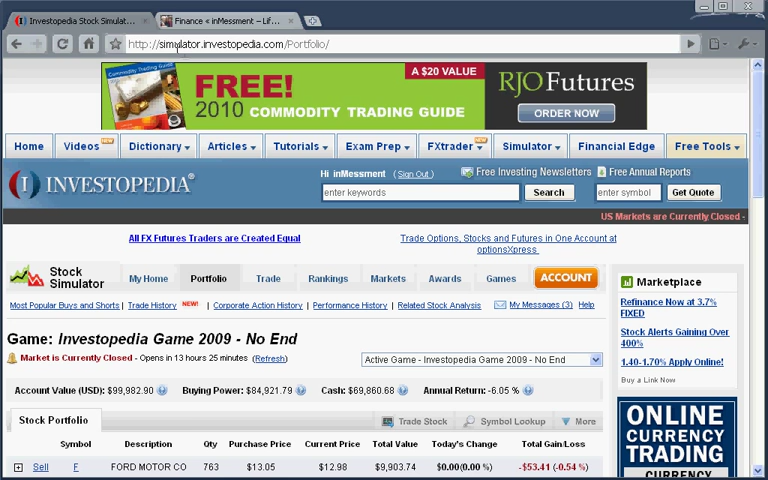 Investopedia Stock Simulat...
Finance « inMessment – Lif...
http://simulator.investopedia.com/Portfolio/
Commodity Trading Guide
FREE!
2010 COMMODITY TRADING GUIDE
A $20 VALUE
RJO Futures
ORDER NOW
Home
Videos NEW
Dictionary
Articles
Tutorials
Exam Prep
FXtrader NEW
Simulator
Financial Edge
Free Tools
INVESTOPEDIA®
Hi inMessment (Sign Out)
Free Investing Newsletters
Free Annual Reports
enter keywords
Search
enter symbol
Get Quote
US Markets are Currently Closed -
All FX Futures Traders are Created Equal
Trade Options, Stocks and Futures in One Account at
optionsXpress
Stock
Simulator
My Home
Portfolio
Trade
Rankings
Markets
Awards
Games
ACCOUNT
Most Popular Buys and Shorts | Trade History NEW! | Corporate Action History | Performance History | Related Stock Analysis
My Messages (3) Help
Game: Investopedia Game 2009 - No End
Market is Currently Closed - Opens in 13 hours 25 minutes (Refresh)
Active Game - Investopedia Game 2009 - No End
Account Value (USD): $99,982.90 Buying Power: $84,921.79 Cash: $69,860.68 Annual Return: -6.05 %
Stock Portfolio
Trade Stock
Symbol Lookup
More
Symbol Description Qty Purchase Price Current Price Total Value Today's Change Total Gain/Loss
Sell F FORD MOTOR CO 763 $13.05 $12.98 $9,903.74 $0.00(0.00 %) -$53.41 (-0.54 %)
Marketplace
Refinance Now at 3.7%
FIXED
Stock Alerts Gaining Over
400%
1.40-1.70% Apply Online!
Buy a Link Now
ONLINE
CURRENCY
TRADING
CURRENCY